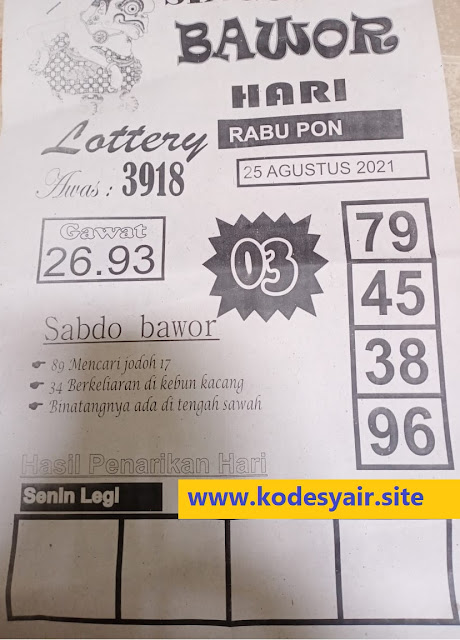 BAWOR
HARI
Lottery
RABU PON
Awas : 3918
25 AGUSTUS 2021
Gawat
26.93
03
79
45
38
96
Sabdo bawor
89 Mencari jodoh 17
34 Berkeliaran di kebun kacang
Binatangnya ada di tengah sawah
Hasil Penarikan Hari
Senin Legi
www.kodesyair.site